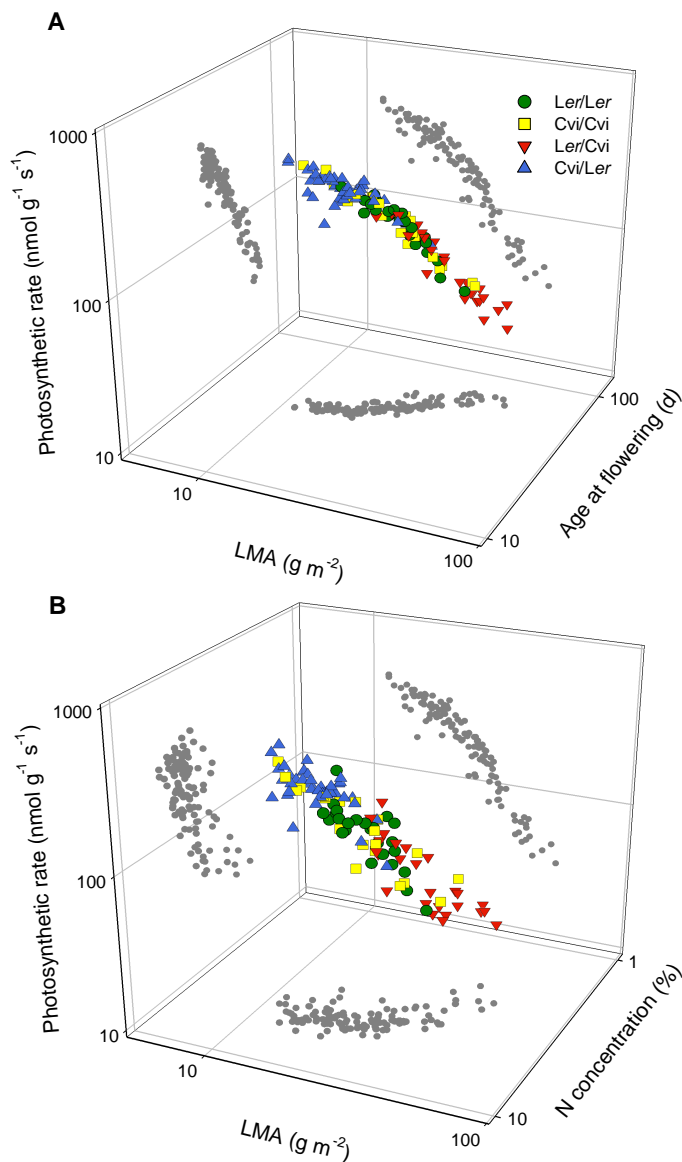 A
1000
100
10
Photosynthetic rate (nmol g⁻¹ s⁻¹)
Ler/Ler
Cvi/Cvi
Ler/Cvi
Cvi/Ler
10
100
LMA (g m⁻²)
10
100
Age at flowering (d)
B
1000
100
10
Photosynthetic rate (nmol g⁻¹ s⁻¹)
10
100
LMA (g m⁻²)
10
1
N concentration (%)